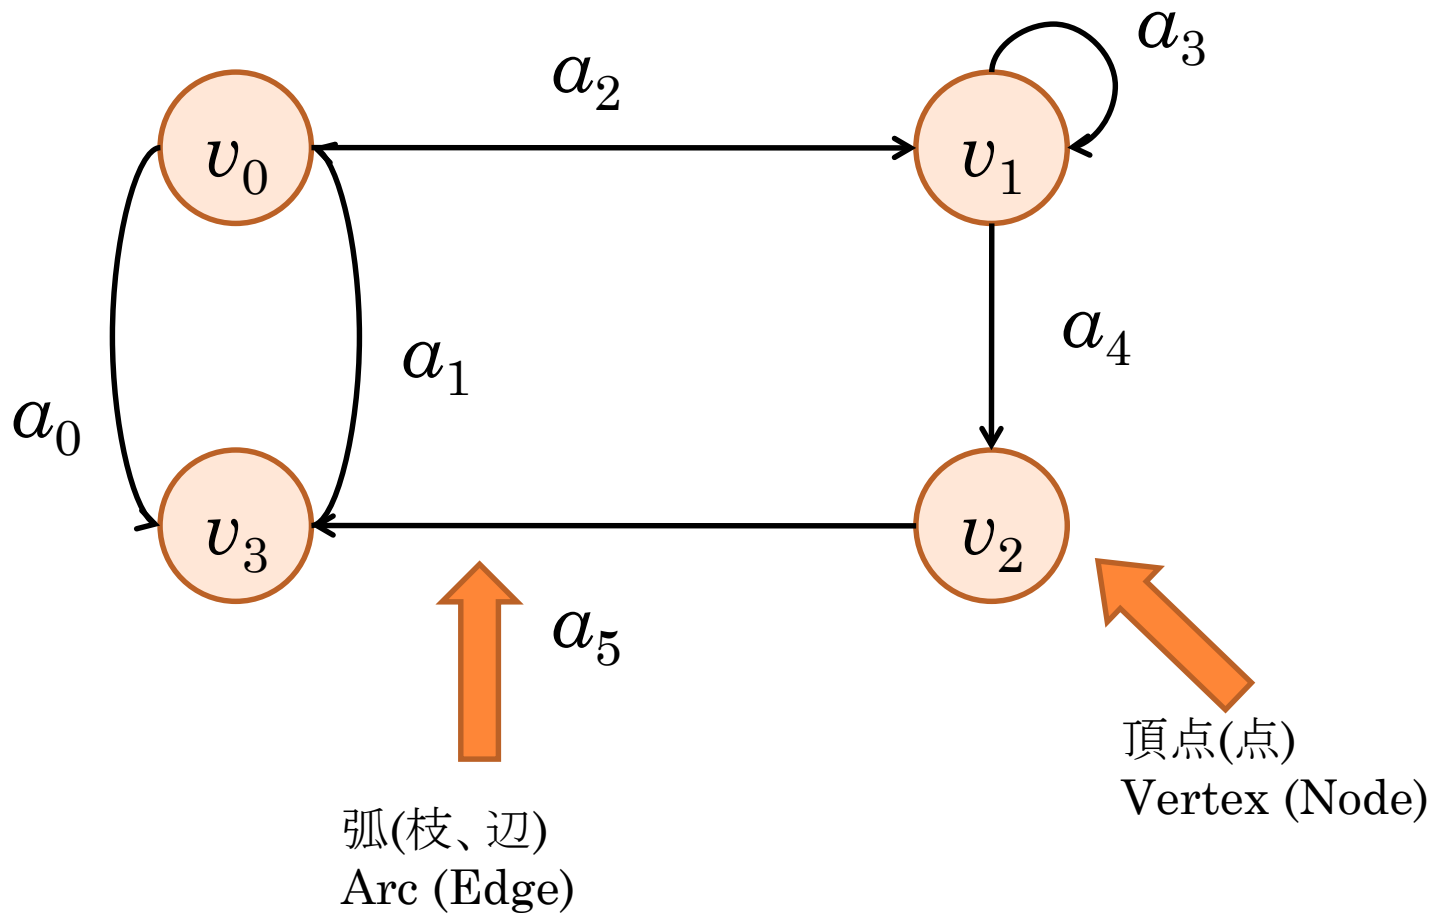 a₃
a₂
v₀
v₁
a₄
a₁
a₀
v₃
v₂
a₅
頂点(点)
Vertex (Node)
弧(枝、辺)
Arc (Edge)